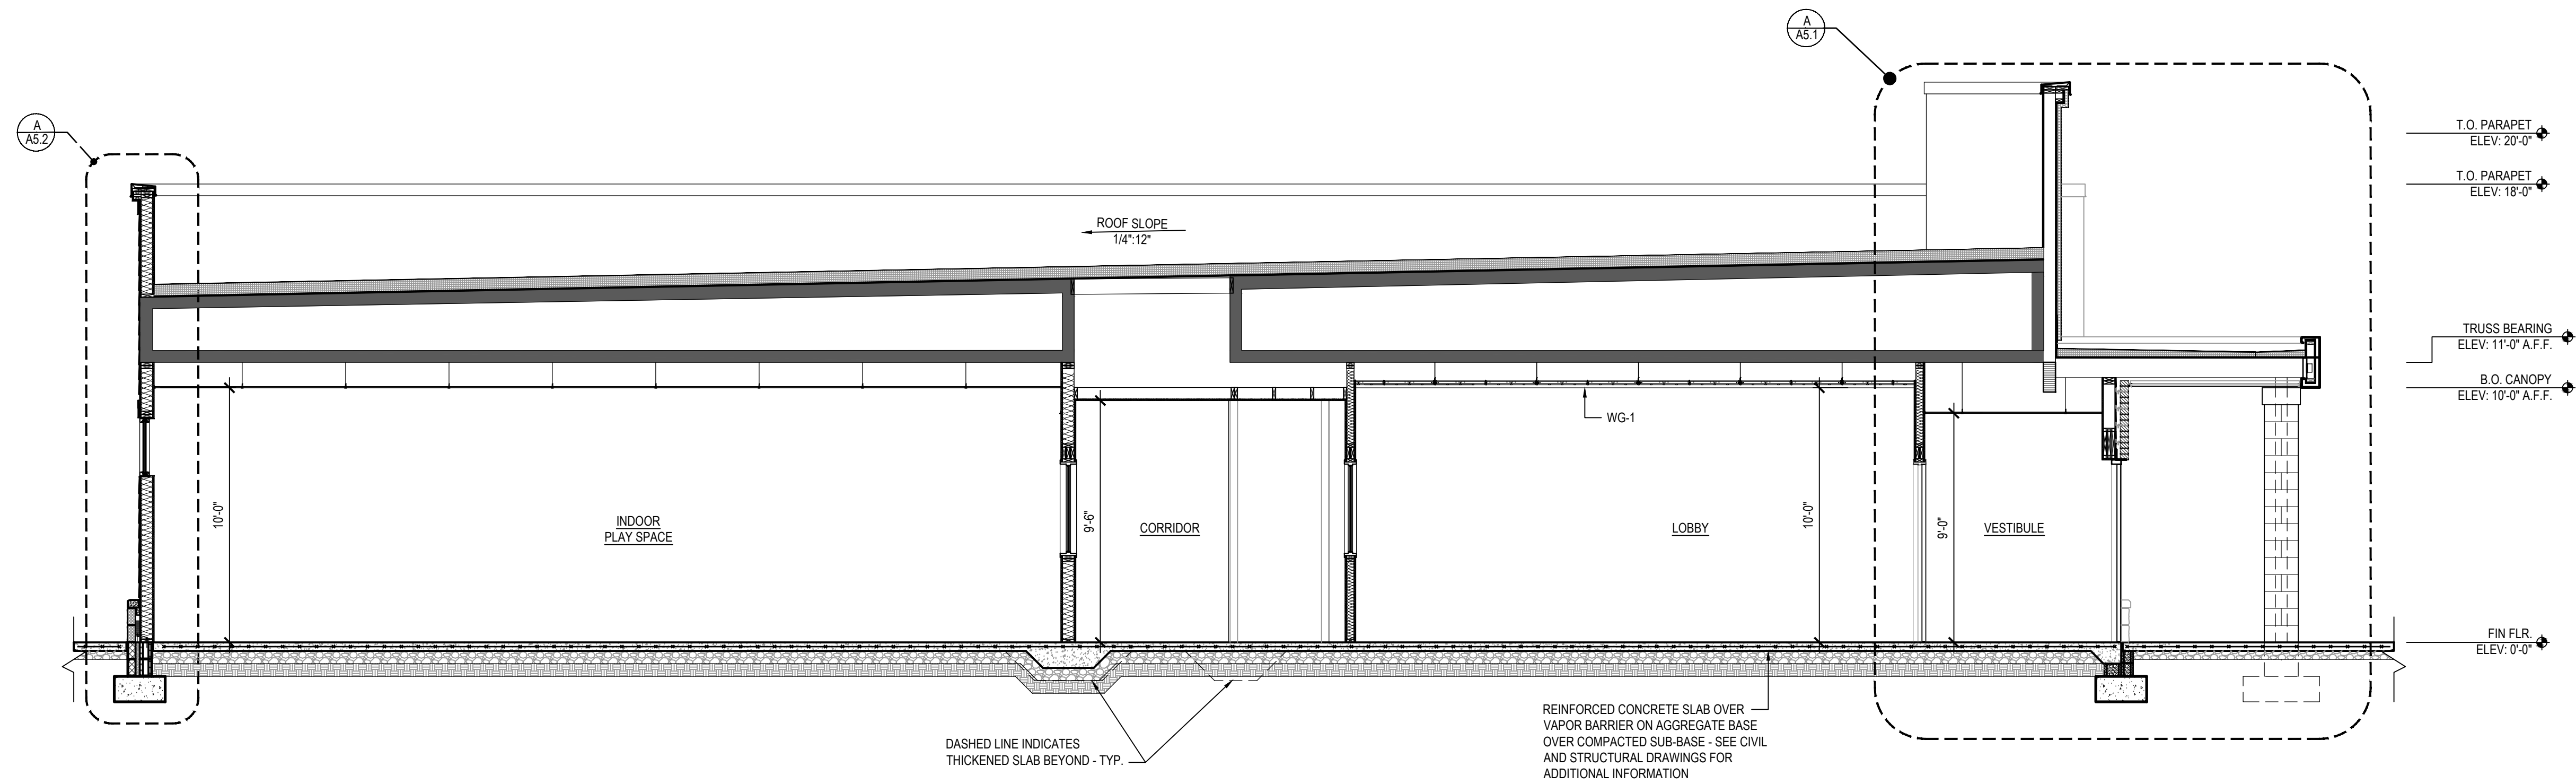 A
A5.1
A
A5.2
T.O. PARAPET
ELEV: 20'-0"
T.O. PARAPET
ELEV: 18'-0"
ROOF SLOPE
1/4":12"
TRUSS BEARING
ELEV: 11'-0" A.F.F.
B.O. CANOPY
ELEV: 10'-0" A.F.F.
WG-1
10'-0"
INDOOR
PLAY SPACE
9'-6"
CORRIDOR
LOBBY
10'-0"
9'-0"
VESTIBULE
FIN FLR.
ELEV: 0'-0"
DASHED LINE INDICATES
THICKENED SLAB BEYOND - TYP.
REINFORCED CONCRETE SLAB OVER
VAPOR BARRIER ON AGGREGATE BASE
OVER COMPACTED SUB-BASE - SEE CIVIL
AND STRUCTURAL DRAWINGS FOR
ADDITIONAL INFORMATION